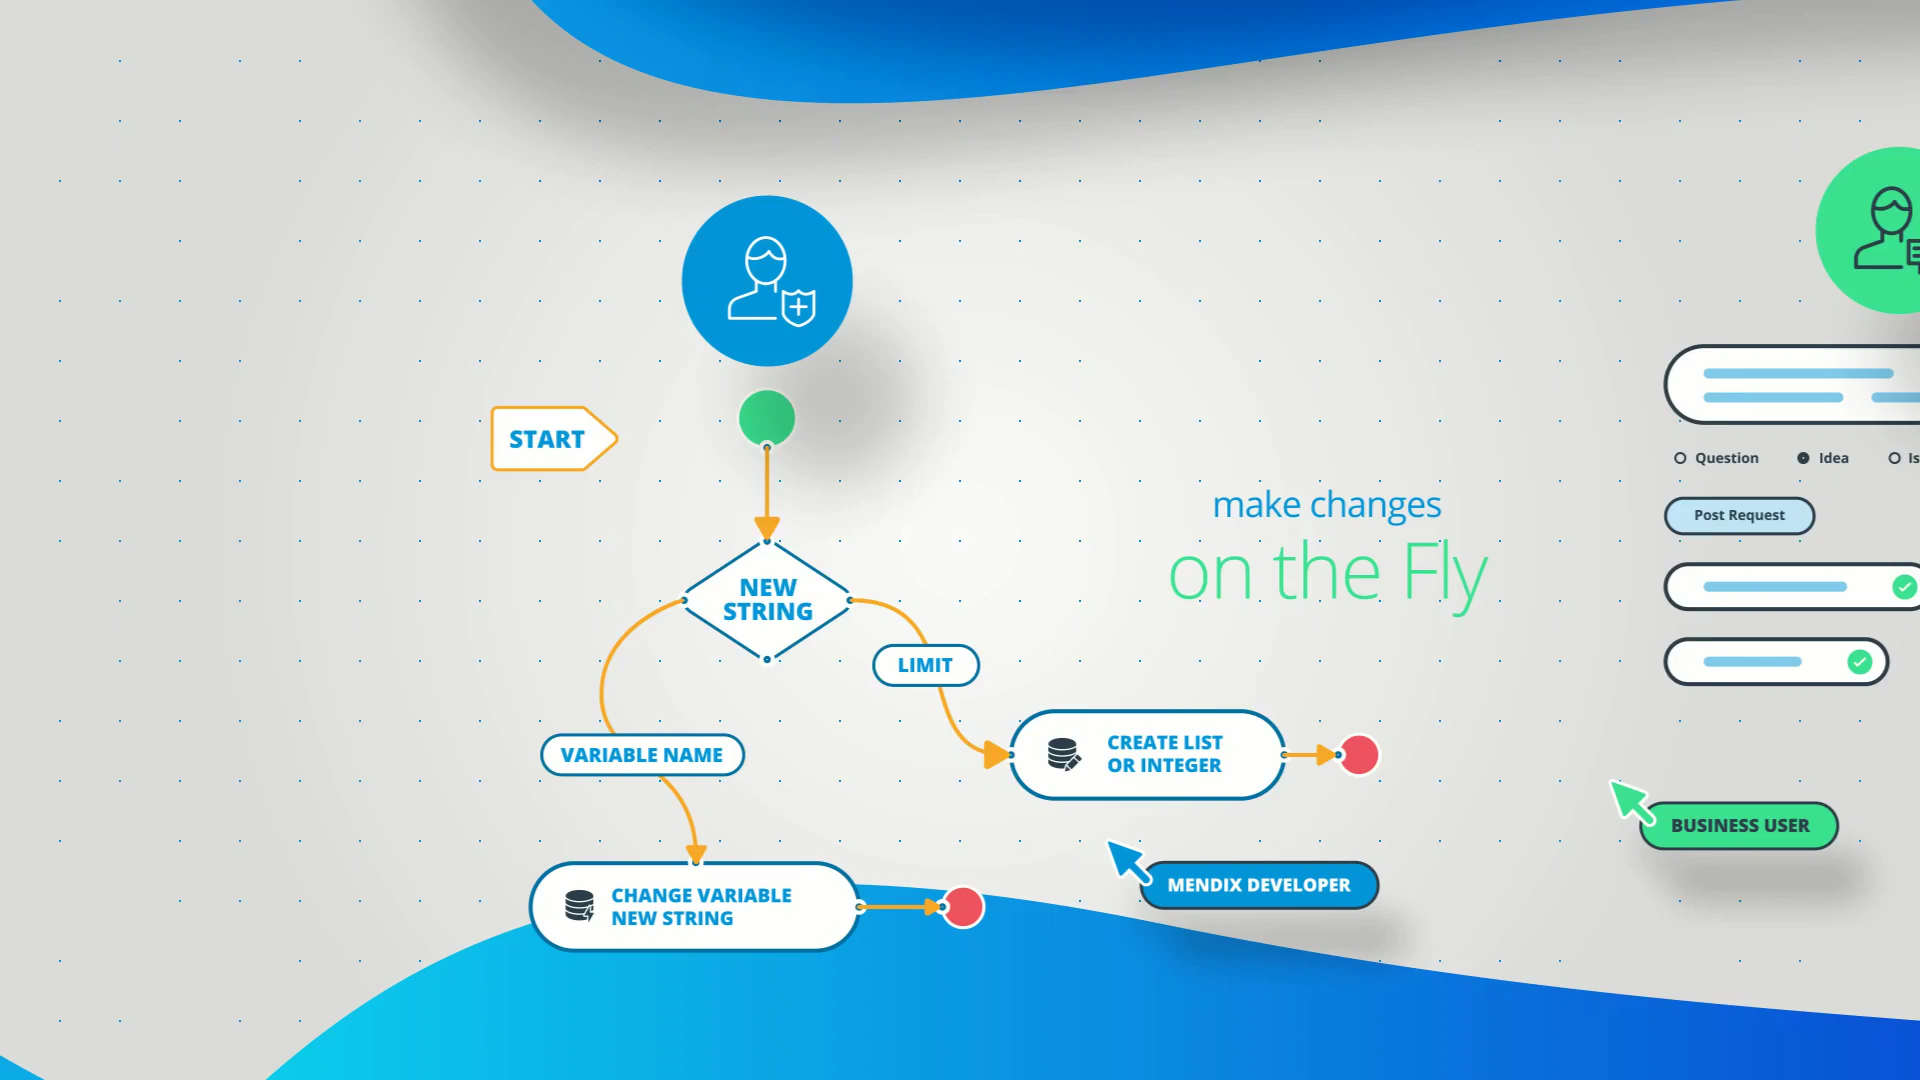 START
NEW
STRING
LIMIT
VARIABLE NAME
CREATE LIST
OR INTEGER
CHANGE VARIABLE
NEW STRING
make changes
on the Fly
MENDIX DEVELOPER
Question
Idea
Is
Post Request
BUSINESS USER